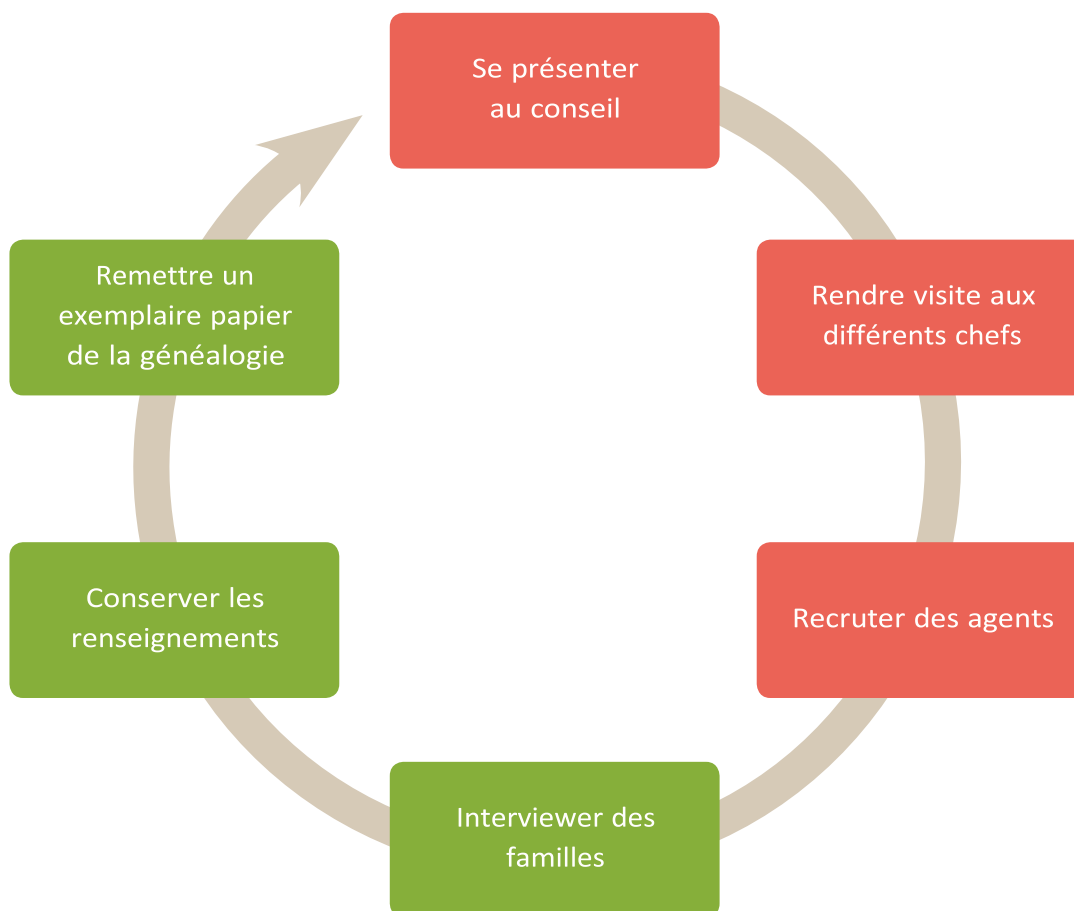 Se présenter
au conseil
Rendre visite aux
différents chefs
Recruter des agents
Interviewer des
familles
Conserver les
renseignements
Remettre un
exemplaire papier
de la généalogie